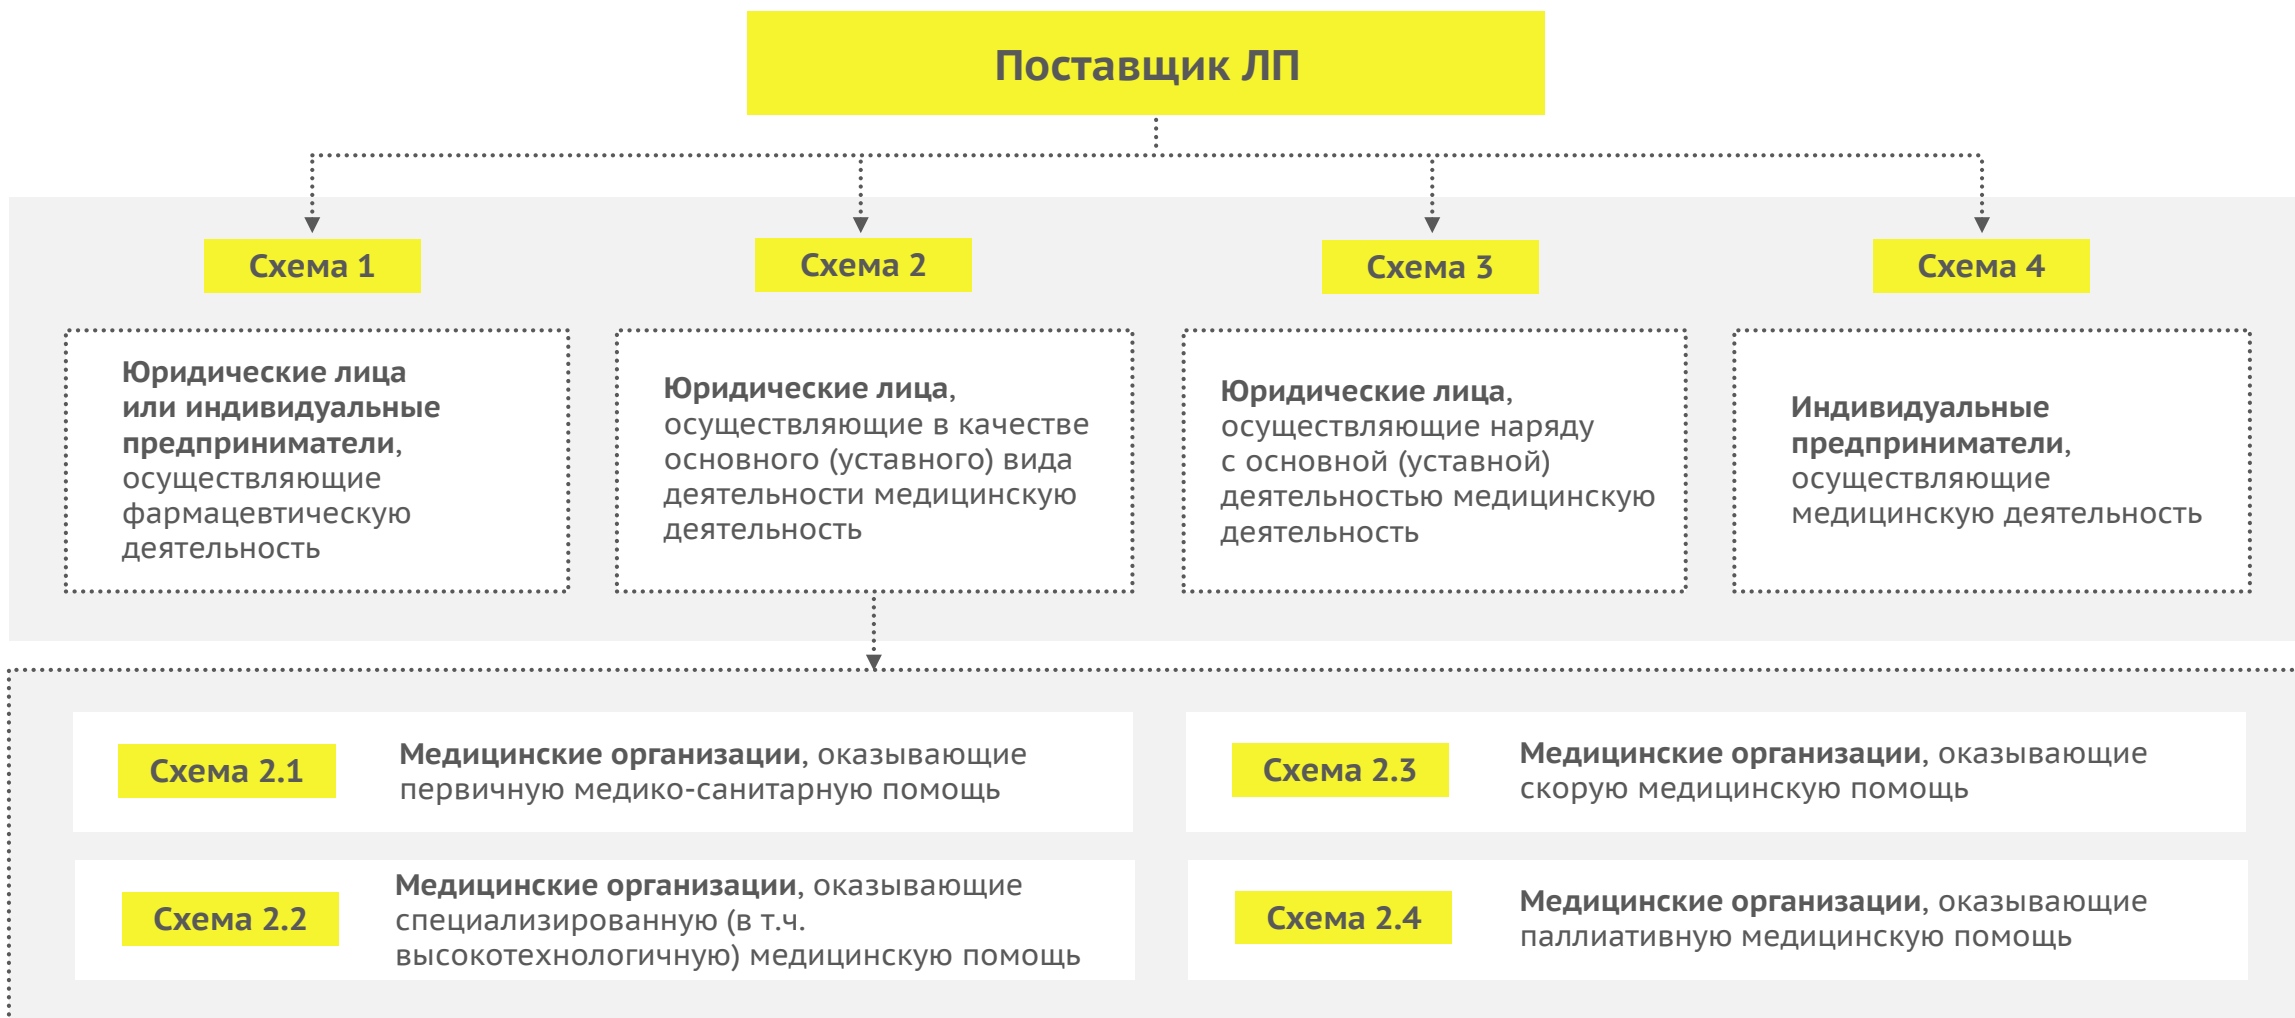 Поставщик ЛП
Схема 1
Схема 2
Схема 3
Схема 4
Юридические лица
или индивидуальные
предприниматели,
осуществляющие
фармацевтическую
деятельность
Юридические лица,
осуществляющие в качестве
основного (уставного) вида
деятельности медицинскую
деятельность
Юридические лица,
осуществляющие наряду
с основной (уставной)
деятельностью медицинскую
деятельность
Индивидуальные
предприниматели,
осуществляющие
медицинскую деятельность
Схема 2.1
Медицинские организации, оказывающие
первичную медико-санитарную помощь
Схема 2.3
Медицинские организации, оказывающие
скорую медицинскую помощь
Схема 2.2
Медицинские организации, оказывающие
специализированную (в т.ч.
высокотехнологичную) медицинскую помощь
Схема 2.4
Медицинские организации, оказывающие
паллиативную медицинскую помощь